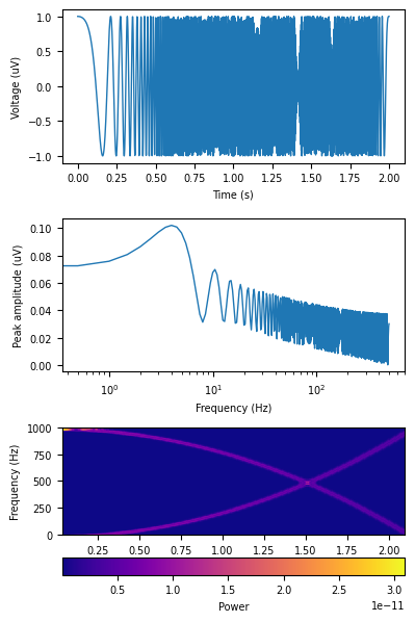 1.0
0.5
0.0
−0.5
−1.0
Voltage (uV)
0.00 0.25 0.50 0.75 1.00 1.25 1.50 1.75 2.00
Time (s)
0.10
0.08
0.06
0.04
0.02
0.00
Peak amplitude (uV)
10⁰ 10¹ 10²
Frequency (Hz)
1000
750
500
250
0
Frequency (Hz)
0.25 0.50 0.75 1.00 1.25 1.50 1.75 2.00
0.5 1.0 1.5 2.0 2.5 3.0
Power
1e−11